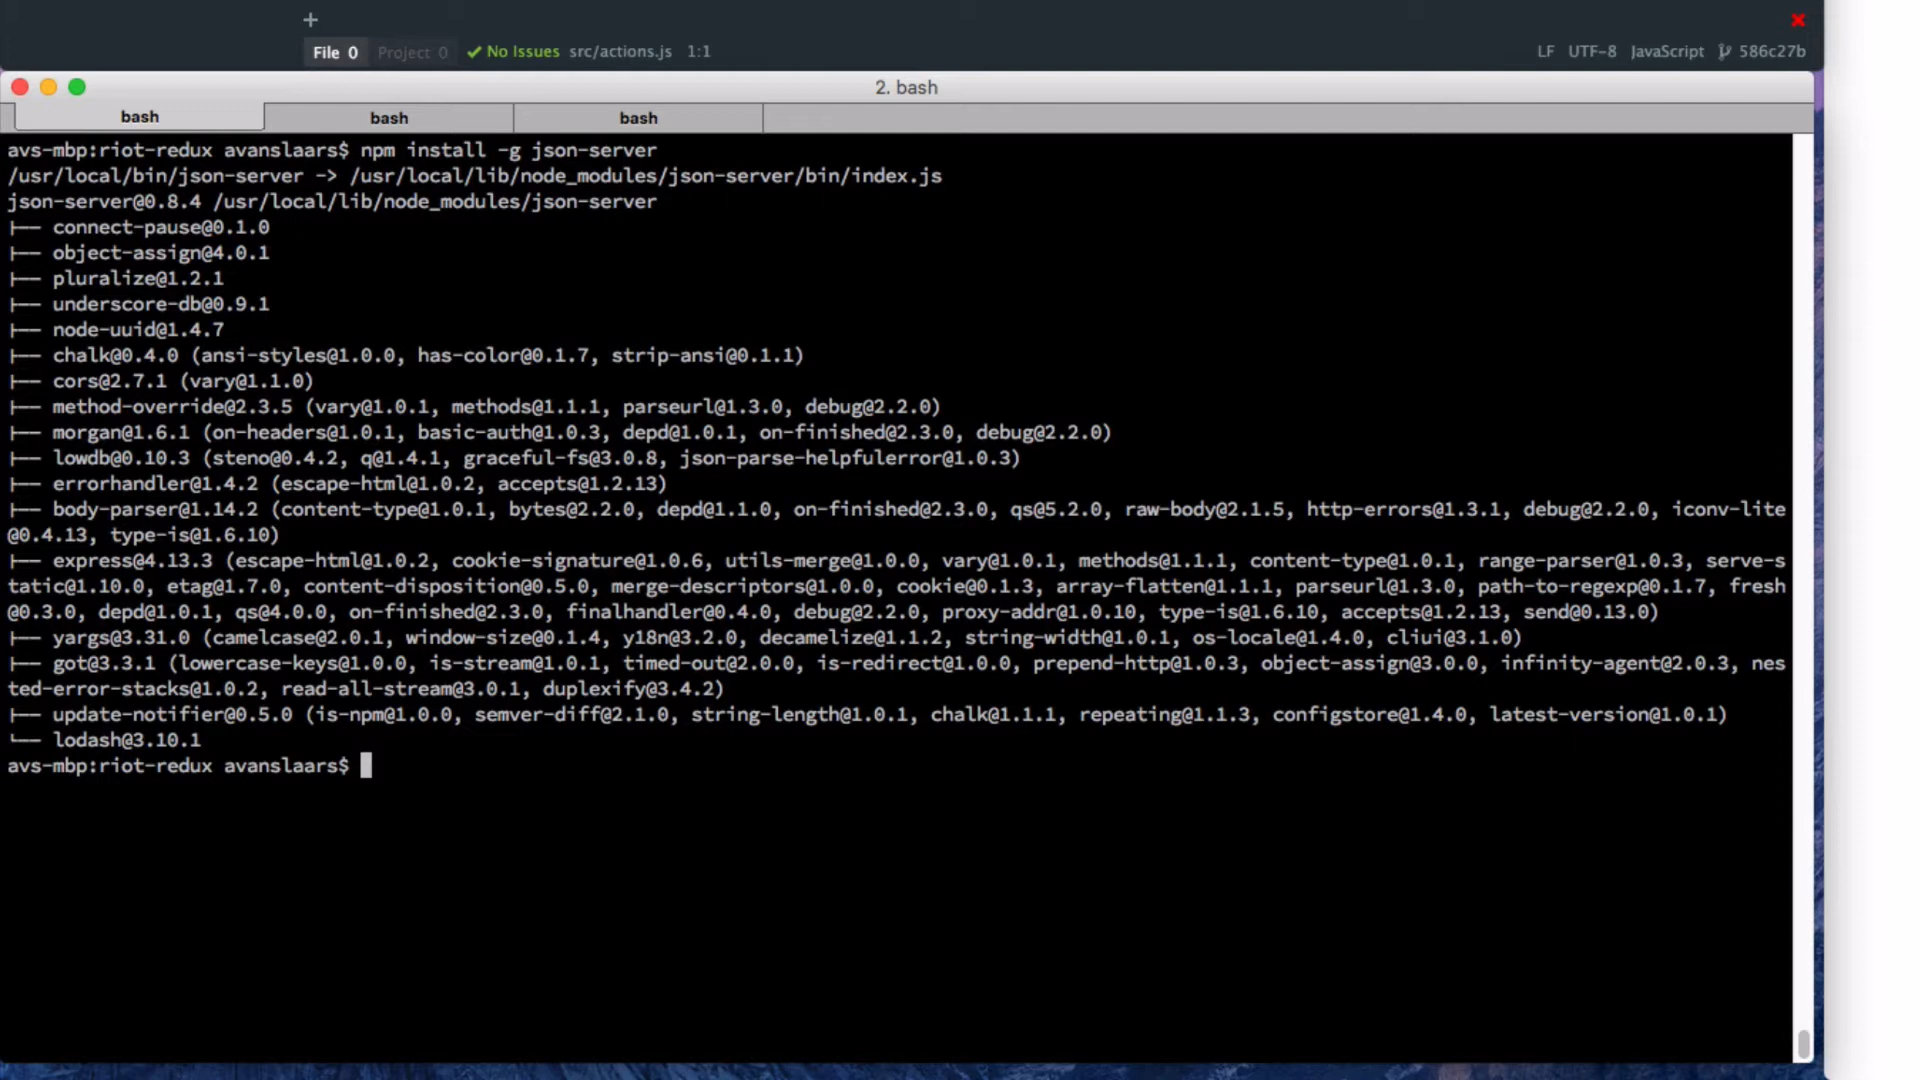 +
File 0 Project 0 ✓ No Issues src/actions.js 1:1 LF UTF-8 JavaScript 586c27b
2. bash
bash bash bash
avs-mbp:riot-redux avanslaars$ npm install -g json-server
/usr/local/bin/json-server -> /usr/local/lib/node_modules/json-server/bin/index.js
json-server@0.8.4 /usr/local/lib/node_modules/json-server
├── connect-pause@0.1.0
├── object-assign@4.0.1
├── pluralize@1.2.1
├── underscore-db@0.9.1
├── node-uuid@1.4.7
├── chalk@0.4.0 (ansi-styles@1.0.0, has-color@0.1.7, strip-ansi@0.1.1)
├── cors@2.7.1 (vary@1.1.0)
├── method-override@2.3.5 (vary@1.0.1, methods@1.1.1, parseurl@1.3.0, debug@2.2.0)
├── morgan@1.6.1 (on-headers@1.0.1, basic-auth@1.0.3, depd@1.0.1, on-finished@2.3.0, debug@2.2.0)
├── lowdb@0.10.3 (steno@0.4.2, q@1.4.1, graceful-fs@3.0.8, json-parse-helpfulerror@1.0.3)
├── errorhandler@1.4.2 (escape-html@1.0.2, accepts@1.2.13)
├── body-parser@1.14.2 (content-type@1.0.1, bytes@2.2.0, depd@1.1.0, on-finished@2.3.0, qs@5.2.0, raw-body@2.1.5, http-errors@1.3.1, debug@2.2.0, iconv-lite
@0.4.13, type-is@1.6.10)
├── express@4.13.3 (escape-html@1.0.2, cookie-signature@1.0.6, utils-merge@1.0.0, vary@1.0.1, methods@1.1.1, content-type@1.0.1, range-parser@1.0.3, serve-s
tatic@1.10.0, etag@1.7.0, content-disposition@0.5.0, merge-descriptors@1.0.0, cookie@0.1.3, array-flatten@1.1.1, parseurl@1.3.0, path-to-regexp@0.1.7, fresh
@0.3.0, depd@1.0.1, qs@4.0.0, on-finished@2.3.0, finalhandler@0.4.0, debug@2.2.0, proxy-addr@1.0.10, type-is@1.6.10, accepts@1.2.13, send@0.13.0)
├── yargs@3.31.0 (camelcase@2.0.1, window-size@0.1.4, y18n@3.2.0, decamelize@1.1.2, string-width@1.0.1, os-locale@1.4.0, cliui@3.1.0)
├── got@3.3.1 (lowercase-keys@1.0.0, is-stream@1.0.1, timed-out@2.0.0, is-redirect@1.0.0, prepend-http@1.0.3, object-assign@3.0.0, infinity-agent@2.0.3, nes
ted-error-stacks@1.0.2, read-all-stream@3.0.1, duplexify@3.4.2)
├── update-notifier@0.5.0 (is-npm@1.0.0, semver-diff@2.1.0, string-length@1.0.1, chalk@1.1.1, repeating@1.1.3, configstore@1.4.0, latest-version@1.0.1)
└── lodash@3.10.1
avs-mbp:riot-redux avanslaars$